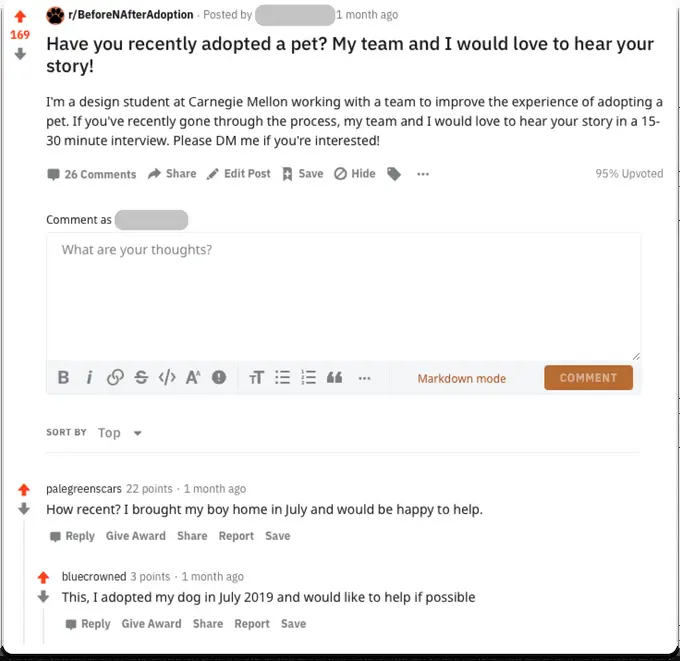 r/BeforeNAfterAdoption · Posted by 1 month ago
169
Have you recently adopted a pet? My team and I would love to hear your
story!
I'm a design student at Carnegie Mellon working with a team to improve the experience of adopting a
pet. If you've recently gone through the process, my team and I would love to hear your story in a 15-
30 minute interview. Please DM me if you're interested!
26 Comments Share Edit Post Save Hide ··· 95% Upvoted
Comment as
What are your thoughts?
B i S </> A^A TT ··· Markdown mode COMMENT
SORT BY Top
palegreenscars 22 points · 1 month ago
How recent? I brought my boy home in July and would be happy to help.
Reply Give Award Share Report Save
bluecrowned 3 points · 1 month ago
This, I adopted my dog in July 2019 and would like to help if possible
Reply Give Award Share Report Save